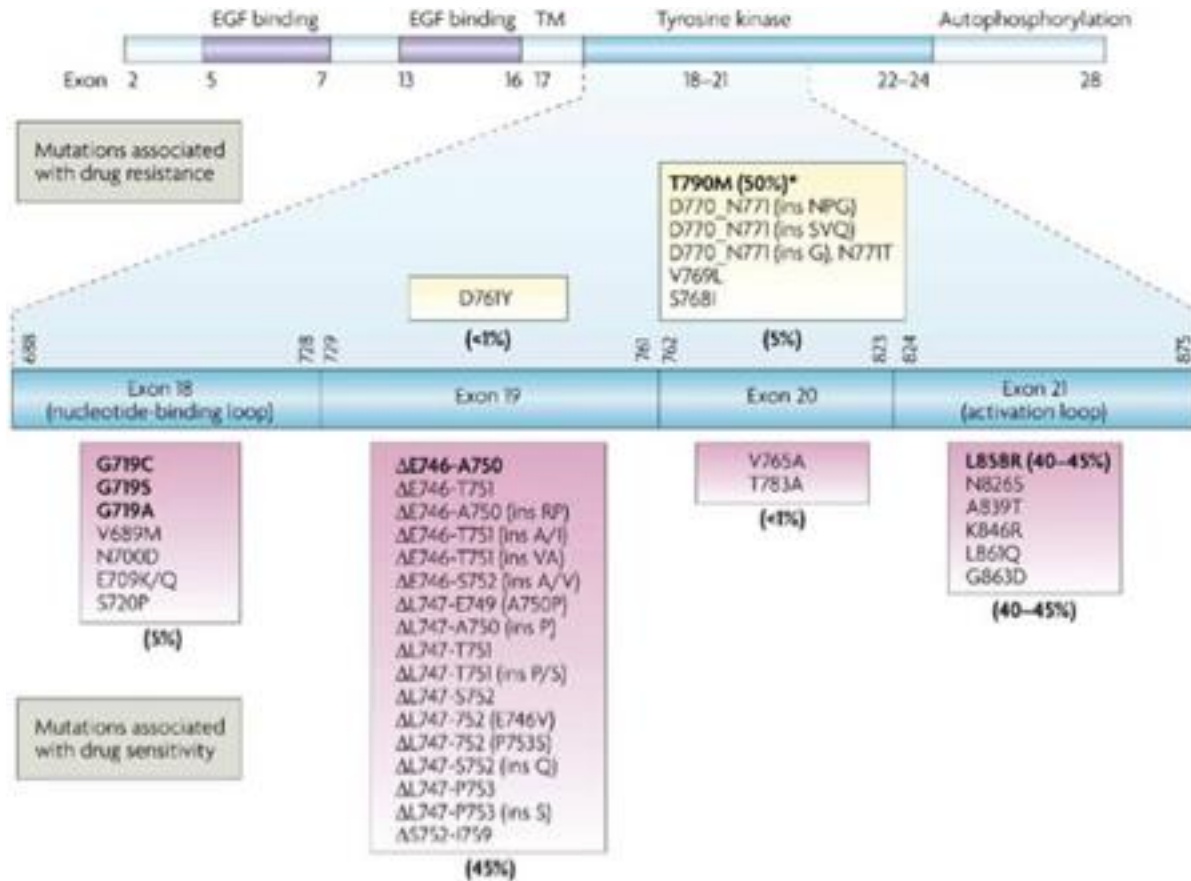 EGF binding EGF binding TM Tyrosine kinase Autophosphorylation
Exon 2 5 7 13 16 17 18–21 22–24 28
Mutations associated
with drug resistance
T790M (50%)*
D770_N771 (ins NPG)
D770_N771 (ins SVQ)
D770_N771 (ins G), N771T
V769L
S768I
(5%)
D761Y
(<1%)
688 728 729 761 762 823 824 875
Exon 18
(nucleotide-binding loop)
Exon 19
Exon 20
Exon 21
(activation loop)
G719C
G719S
G719A
V689M
N700D
E709K/Q
S720P
(5%)
ΔE746-A750
ΔE746-T751
ΔE746-A750 (ins RP)
ΔE746-T751 (ins A/I)
ΔE746-T751 (ins VA)
ΔE746-S752 (ins A/V)
ΔL747-E749 (A750P)
ΔL747-A750 (ins P)
ΔL747-T751
ΔL747-T751 (ins P/S)
ΔL747-S752
ΔL747-752 (E746V)
ΔL747-752 (P753S)
ΔL747-S752 (ins Q)
ΔL747-P753
ΔL747-P753 (ins S)
ΔS752-I759
(45%)
V765A
T783A
(<1%)
L858R (40–45%)
N826S
A839T
K846R
L861Q
G863D
(40–45%)
Mutations associated
with drug sensitivity